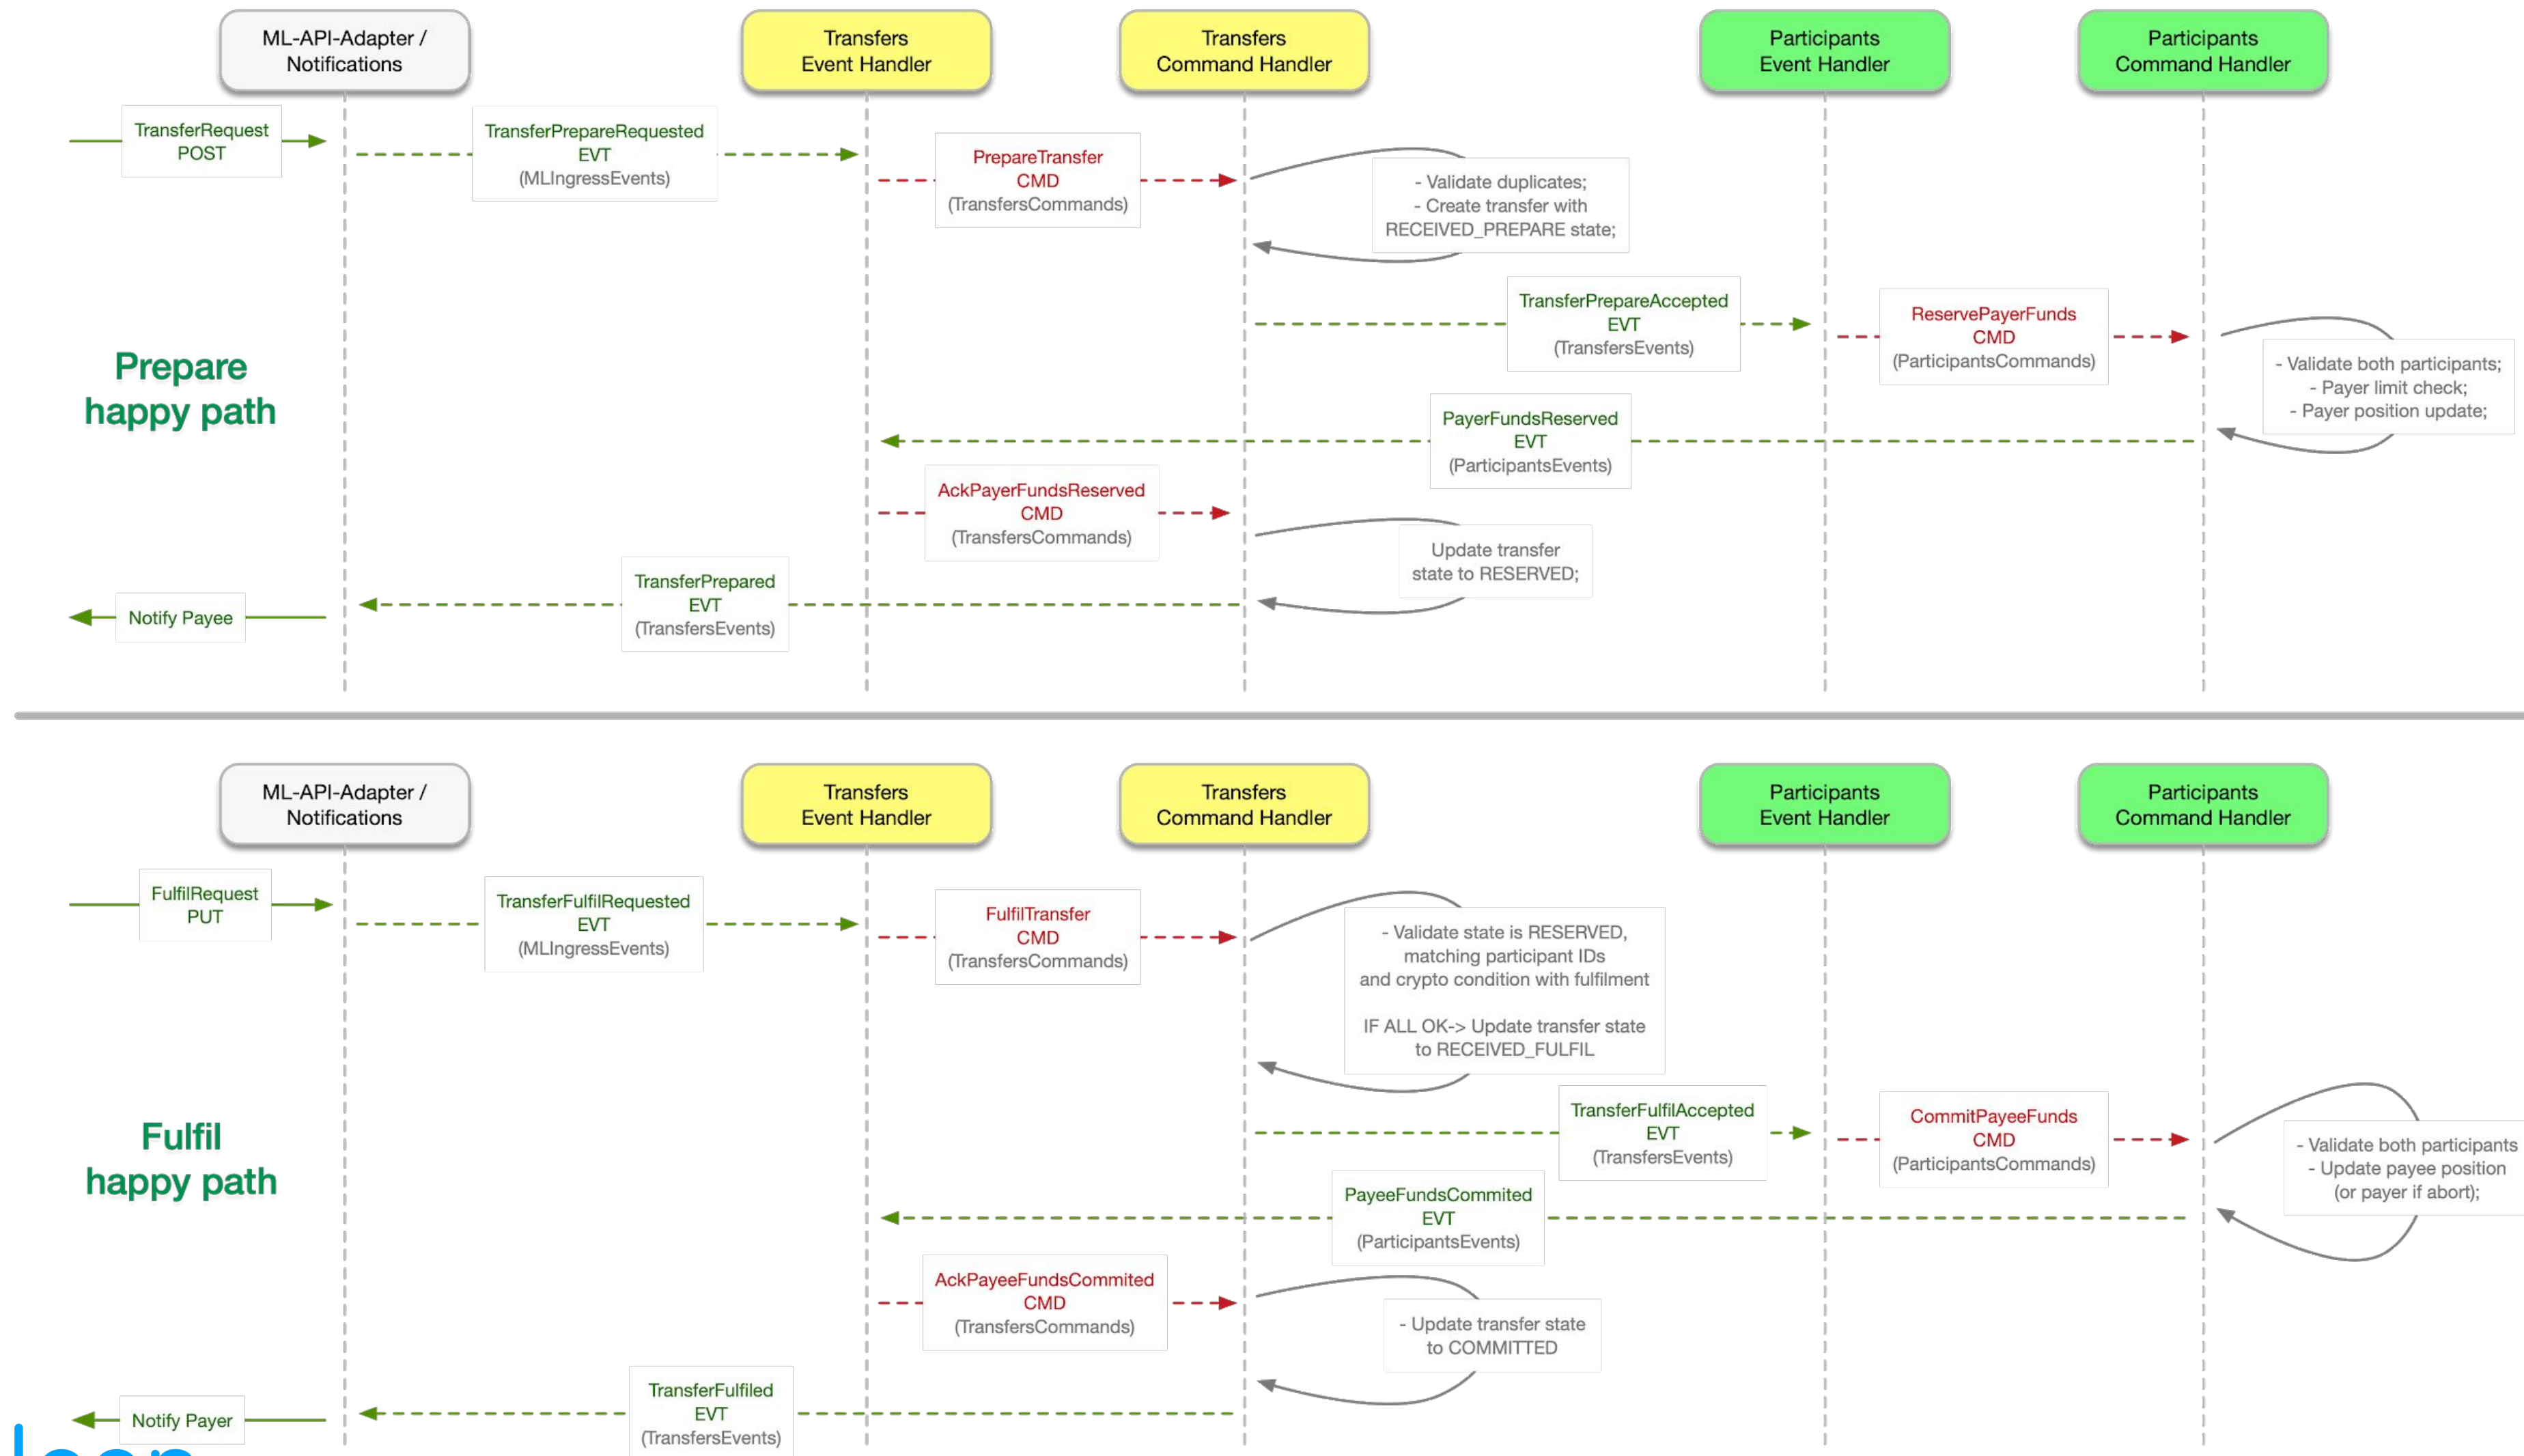 ML-API-Adapter /
Notifications
Transfers
Event Handler
Transfers
Command Handler
Participants
Event Handler
Participants
Command Handler
TransferRequest
POST
TransferPrepareRequested
EVT
(MLIngressEvents)
PrepareTransfer
CMD
(TransfersCommands)
- Validate duplicates;
- Create transfer with
RECEIVED_PREPARE state;
TransferPrepareAccepted
EVT
(TransfersEvents)
ReservePayerFunds
CMD
(ParticipantsCommands)
- Validate both participants;
- Payer limit check;
- Payer position update;
Prepare
happy path
PayerFundsReserved
EVT
(ParticipantsEvents)
AckPayerFundsReserved
CMD
(TransfersCommands)
Update transfer
state to RESERVED;
TransferPrepared
EVT
(TransfersEvents)
Notify Payee
ML-API-Adapter /
Notifications
Transfers
Event Handler
Transfers
Command Handler
Participants
Event Handler
Participants
Command Handler
FulfilRequest
PUT
TransferFulfilRequested
EVT
(MLIngressEvents)
FulfilTransfer
CMD
(TransfersCommands)
- Validate state is RESERVED,
matching participant IDs
and crypto condition with fulfilment
IF ALL OK-> Update transfer state
to RECEIVED_FULFIL
TransferFulfilAccepted
EVT
(TransfersEvents)
CommitPayeeFunds
CMD
(ParticipantsCommands)
- Validate both participants
- Update payee position
(or payer if abort);
Fulfil
happy path
PayeeFundsCommited
EVT
(ParticipantsEvents)
AckPayeeFundsCommited
CMD
(TransfersCommands)
- Update transfer state
to COMMITTED
TransferFulfiled
EVT
(TransfersEvents)
Notify Payer